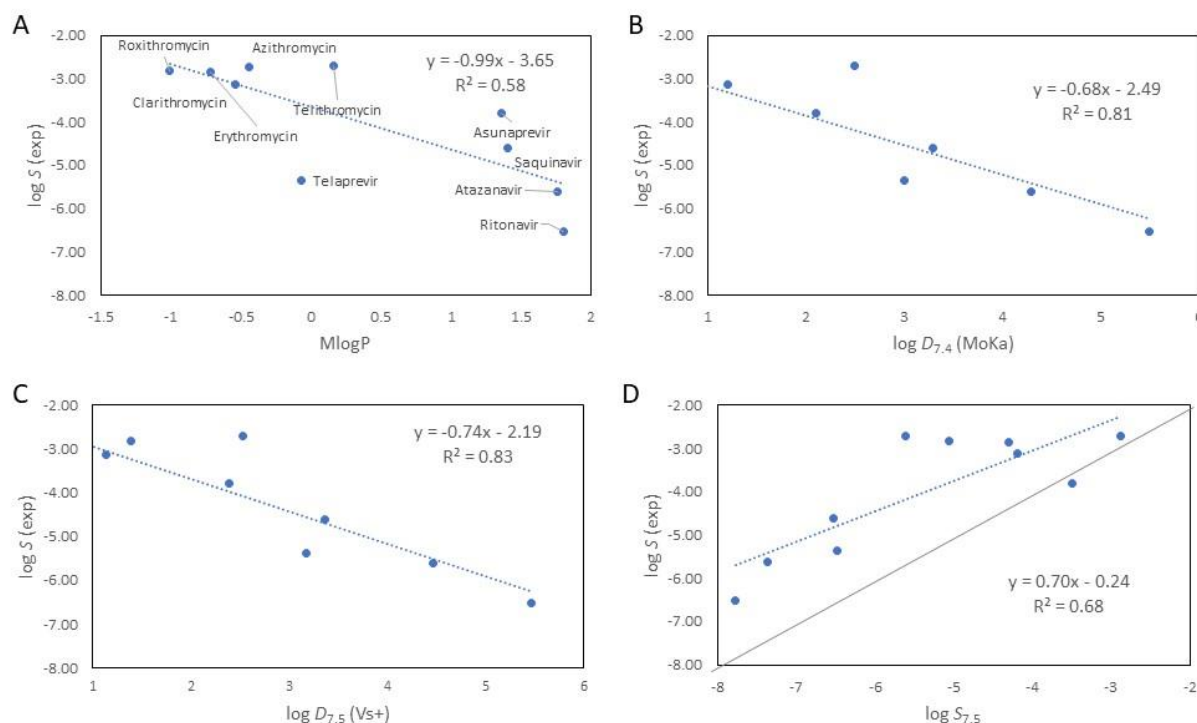 A
-2.00
-3.00
-4.00
-5.00
-6.00
-7.00
-8.00
log S (exp)
Roxithromycin
Azithromycin
y = -0.99x - 3.65
R² = 0.58
Clarithromycin
Telithromycin
Erythromycin
Asunaprevir
Saquinavir
Telaprevir
Atazanavir
Ritonavir
-1.5 -1 -0.5 0 0.5 1 1.5 2
MlogP
B
-2.00
-3.00
-4.00
-5.00
-6.00
-7.00
-8.00
log S (exp)
y = -0.68x - 2.49
R² = 0.81
1 2 3 4 5 6
log D7.4 (MoKa)
C
-2.00
-3.00
-4.00
-5.00
-6.00
-7.00
-8.00
log S (exp)
y = -0.74x - 2.19
R² = 0.83
1 2 3 4 5 6
log D7.5 (Vs+)
D
-2.00
-3.00
-4.00
-5.00
-6.00
-7.00
-8.00
log S (exp)
y = 0.70x - 0.24
R² = 0.68
-8 -7 -6 -5 -4 -3 -2
log S7.5